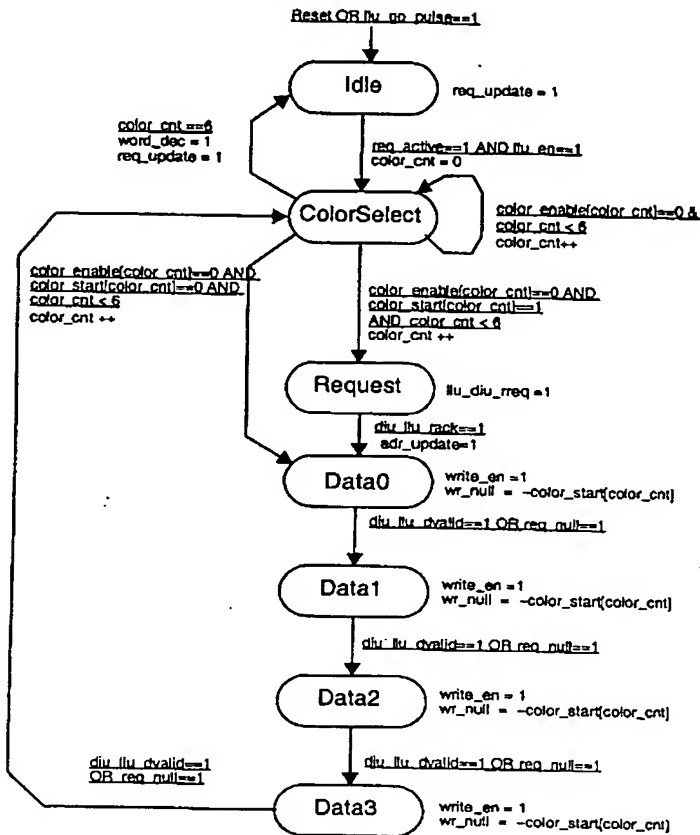 Reset OR llu_go_pulse==1
Idle
req_update = 1
color_cnt ==6
word_dec = 1
req_update = 1
req_active==1 AND llu_en==1
color_cnt = 0
ColorSelect
color_enable[color_cnt]==0 &
color_cnt < 6
color_cnt++
color_enable[color_cnt]==0 AND
color_start[color_cnt]==0 AND
color_cnt < 6
color_cnt ++
color_enable[color_cnt]==0 AND
color_start[color_cnt]==1
AND color_cnt < 6
color_cnt ++
Request
llu_diu_rreq =1
diu_llu_rack==1
adr_update=1
Data0
write_en =1
wr_null = ~color_start[color_cnt]
diu_llu_dvalid==1 OR req_null==1
Data1
write_en =1
wr_null = ~color_start[color_cnt]
diu_llu_dvalid==1 OR req_null==1
Data2
write_en = 1
wr_null = ~color_start[color_cnt]
diu_llu_dvalid==1
OR req_null==1
diu_llu_dvalid==1 OR req_null==1
Data3
write_en = 1
wr_null = ~color_start[color_cnt]